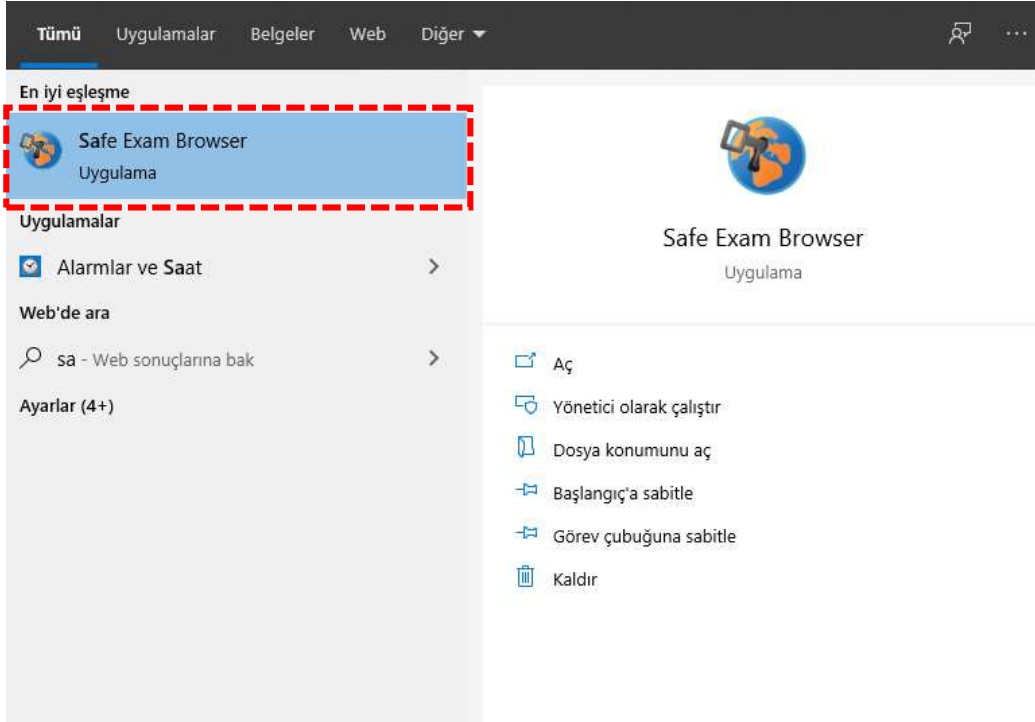 Tümü Uygulamalar Belgeler Web Diğer
En iyi eşleşme
Safe Exam Browser
Uygulama
Uygulamalar
Alarmlar ve Saat
Web'de ara
sa - Web sonuçlarına bak
Ayarlar (4+)
Safe Exam Browser
Uygulama
Aç
Yönetici olarak çalıştır
Dosya konumunu aç
Başlangıç'a sabitle
Görev çubuğuna sabitle
Kaldır